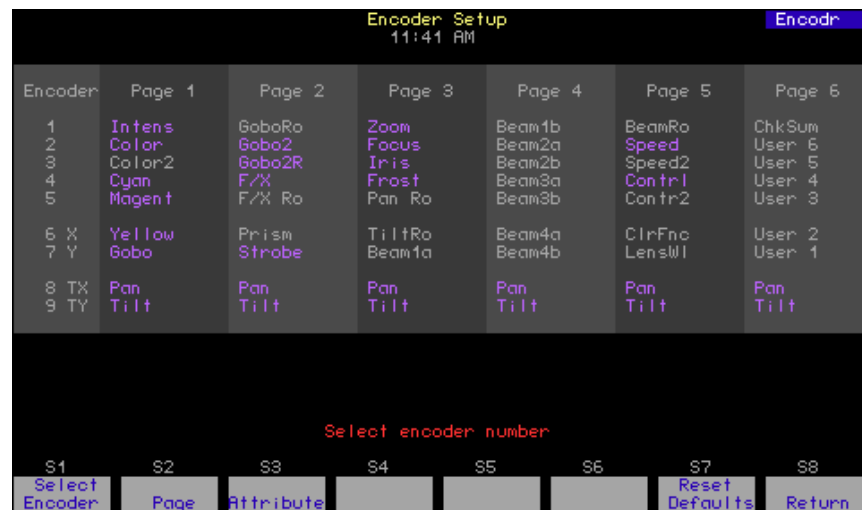 Encoder Setup Encodr
11:41 AM
Encoder Page 1 Page 2 Page 3 Page 4 Page 5 Page 6
1 Intens GoboRo Zoom Beam1b BeamRo ChkSum
2 Color Gobo2 Focus Beam2a Speed User 6
3 Color2 Gobo2R Iris Beam2b Speed2 User 5
4 Cyan F/X Frost Beam3a Contrl User 4
5 Magent F/X Ro Pan Ro Beam3b Contr2 User 3
6 X Yellow Prism TiltRo Beam4a ClrFnc User 2
7 Y Gobo Strobe Beam1a Beam4b LensWl User 1
8 TX Pan Pan Pan Pan Pan Pan
9 TY Tilt Tilt Tilt Tilt Tilt Tilt
Select encoder number
S1 S2 S3 S4 S5 S6 S7 S8
Select Reset
Encoder Page Attribute Defaults Return